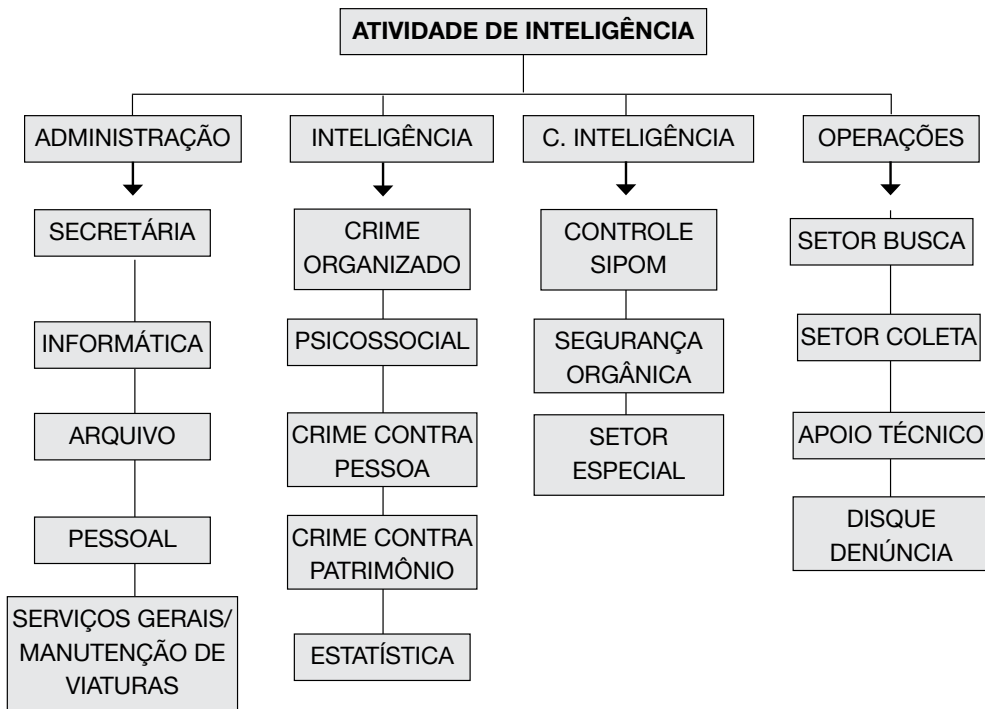 ATIVIDADE DE INTELIGÊNCIA
ADMINISTRAÇÃO
SECRETÁRIA
INFORMÁTICA
ARQUIVO
PESSOAL
SERVIÇOS GERAIS/
MANUTENÇÃO DE
VIATURAS
INTELIGÊNCIA
CRIME
ORGANIZADO
PSICOSSOCIAL
CRIME CONTRA
PESSOA
CRIME CONTRA
PATRIMÔNIO
ESTATÍSTICA
C. INTELIGÊNCIA
CONTROLE
SIPOM
SEGURANÇA
ORGÂNICA
SETOR
ESPECIAL
OPERAÇÕES
SETOR BUSCA
SETOR COLETA
APOIO TÉCNICO
DISQUE
DENÚNCIA